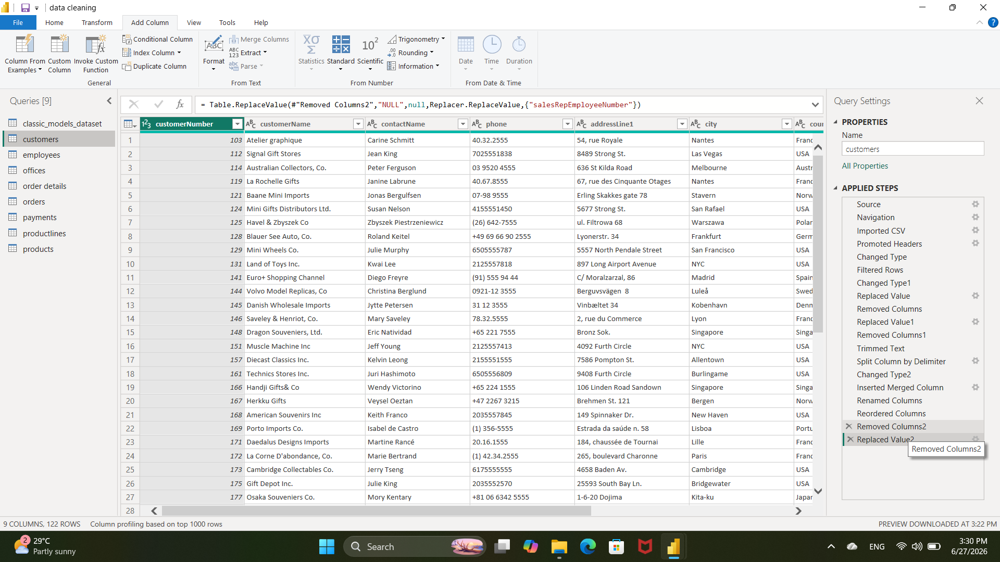 data cleaning
File Home Transform Add Column View Tools Help
Column From Examples
Custom Column
Invoke Custom Function
Conditional Column
Index Column
Duplicate Column
General
Format
Merge Columns
Extract
Parse
From Text
Statistics
Standard
Scientific
Trigonometry
Rounding
Information
From Number
Date
Time
Duration
From Date & Time
Queries [9]
classic_models_dataset
customers
employees
offices
order details
orders
payments
productlines
products
= Table.ReplaceValue(#"Removed Columns2","NULL",null,Replacer.ReplaceValue,{"salesRepEmployeeNumber"})
customerNumber customerName contactName phone addressLine1 city coun
1 103 Atelier graphique Carine Schmitt 40.32.2555 54, rue Royale Nantes Franc
2 112 Signal Gift Stores Jean King 7025551838 8489 Strong St. Las Vegas USA
3 114 Australian Collectors, Co. Peter Ferguson 03 9520 4555 636 St Kilda Road Melbourne Austr
4 119 La Rochelle Gifts Janine Labrune 40.67.8555 67, rue des Cinquante Otages Nantes Franc
5 121 Baane Mini Imports Jonas Bergulfsen 07-98 9555 Erling Skakkes gate 78 Stavern Norw
6 124 Mini Gifts Distributors Ltd. Susan Nelson 4155551450 5677 Strong St. San Rafael USA
7 125 Havel & Zbyszek Co Zbyszek Piestrzeniewicz (26) 642-7555 ul. Filtrowa 68 Warszawa Polar
8 128 Blauer See Auto, Co. Roland Keitel +49 69 66 90 2555 Lyonerstr. 34 Frankfurt Germ
9 129 Mini Wheels Co. Julie Murphy 6505555787 5557 North Pendale Street San Francisco USA
10 131 Land of Toys Inc. Kwai Lee 2125557818 897 Long Airport Avenue NYC USA
11 141 Euro+ Shopping Channel Diego Freyre (91) 555 94 44 C/ Moralzarzal, 86 Madrid Spain
12 144 Volvo Model Replicas, Co Christina Berglund 0921-12 3555 Berguvsvägen 8 Luleå Swed
13 145 Danish Wholesale Imports Jytte Petersen 31 12 3555 Vinbæltet 34 Kobenhavn Denn
14 146 Saveley & Henriot, Co. Mary Saveley 78.32.5555 2, rue du Commerce Lyon Franc
15 148 Dragon Souveniers, Ltd. Eric Natividad +65 221 7555 Bronz Sok. Singapore Singa
16 151 Muscle Machine Inc Jeff Young 2125557413 4092 Furth Circle NYC USA
17 157 Diecast Classics Inc. Kelvin Leong 2155551555 7586 Pompton St. Allentown USA
18 161 Technics Stores Inc. Juri Hashimoto 6505556809 9408 Furth Circle Burlingame USA
19 166 Handji Gifts& Co Wendy Victorino +65 224 1555 106 Linden Road Sandown Singapore Singa
20 167 Herkku Gifts Veysel Oeztan +47 2267 3215 Brehmen St. 121 Bergen Norw
21 168 American Souvenirs Inc Keith Franco 2035557845 149 Spinnaker Dr. New Haven USA
22 169 Porto Imports Co. Isabel de Castro (1) 356-5555 Estrada da saúde n. 58 Lisboa Portu
23 171 Daedalus Designs Imports Martine Rancé 20.16.1555 184, chaussée de Tournai Lille Franc
24 172 La Corne D'abondance, Co. Marie Bertrand (1) 42.34.2555 265, boulevard Charonne Paris Franc
25 173 Cambridge Collectables Co. Jerry Tseng 6175555555 4658 Baden Av. Cambridge USA
26 175 Gift Depot Inc. Julie King 2035552570 25593 South Bay Ln. Bridgewater USA
27 177 Osaka Souveniers Co. Mory Kentary +81 06 6342 5555 1-6-20 Dojima Kita-ku Japar
28
Query Settings
PROPERTIES
Name
customers
All Properties
APPLIED STEPS
Source
Navigation
Imported CSV
Promoted Headers
Changed Type
Filtered Rows
Changed Type1
Replaced Value
Removed Columns
Replaced Value1
Removed Columns1
Trimmed Text
Split Column by Delimiter
Changed Type2
Inserted Merged Column
Renamed Columns
Reordered Columns
Removed Columns2
Replaced Value2
Removed Columns2
9 COLUMNS, 122 ROWS Column profiling based on top 1000 rows PREVIEW DOWNLOADED AT 3:22 PM
2
29°C
Partly sunny
Search
ENG
3:30 PM
6/27/2026